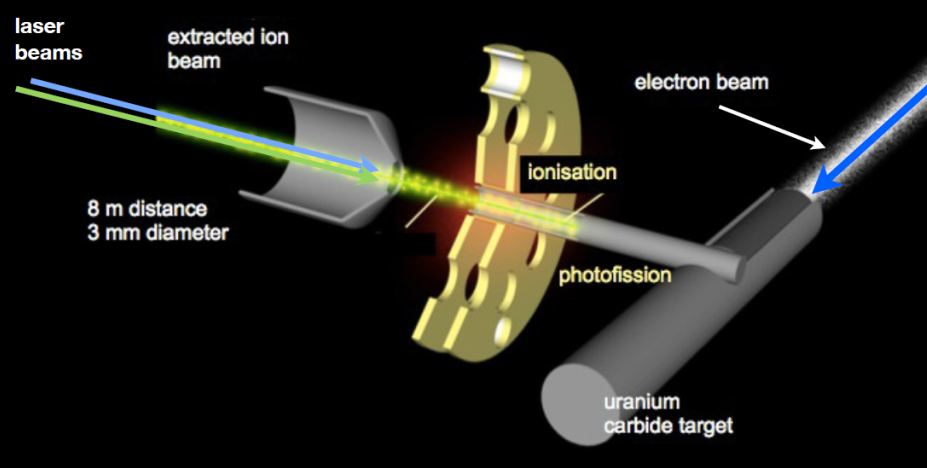 laser
beams
extracted ion
beam
electron beam
ionisation
8 m distance
3 mm diameter
photofission
uranium
carbide target